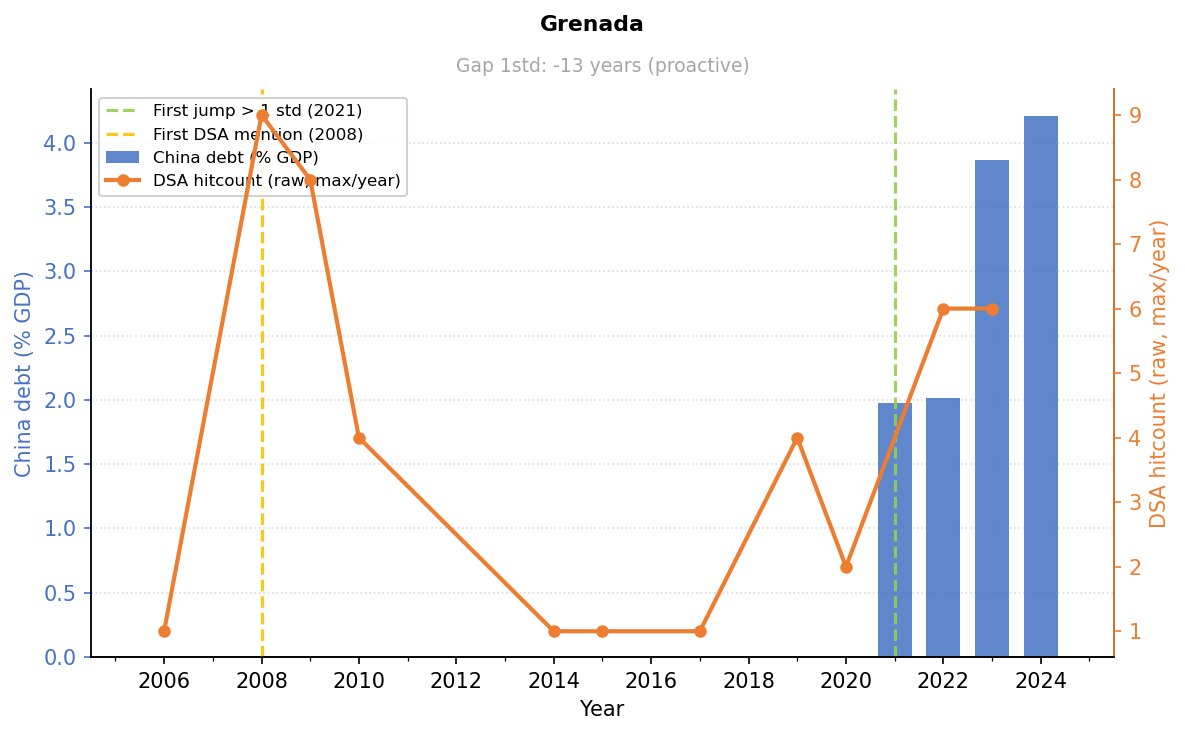 Grenada
Gap 1std: -13 years (proactive)
First jump > 1 std (2021)
First DSA mention (2008)
China debt (% GDP)
DSA hitcount (raw, max/year)
4.0
3.5
3.0
2.5
2.0
1.5
1.0
0.5
0.0
China debt (% GDP)
9
8
7
6
5
4
3
2
1
DSA hitcount (raw, max/year)
2006 2008 2010 2012 2014 2016 2018 2020 2022 2024
Year